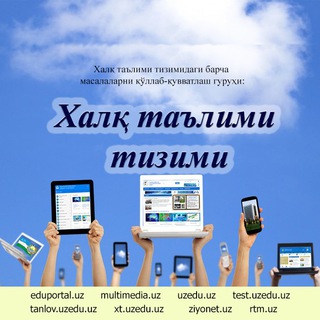 Халқ таълими тизимидаги барча
масалаларни қўллаб-қувватлаш гуруҳи:
Халқ таълими
тизими
eduportal.uz multimedia.uz uzedu.uz test.uzedu.uz
tanlov.uzedu.uz xt.uzedu.uz ziyonet.uz rtm.uz